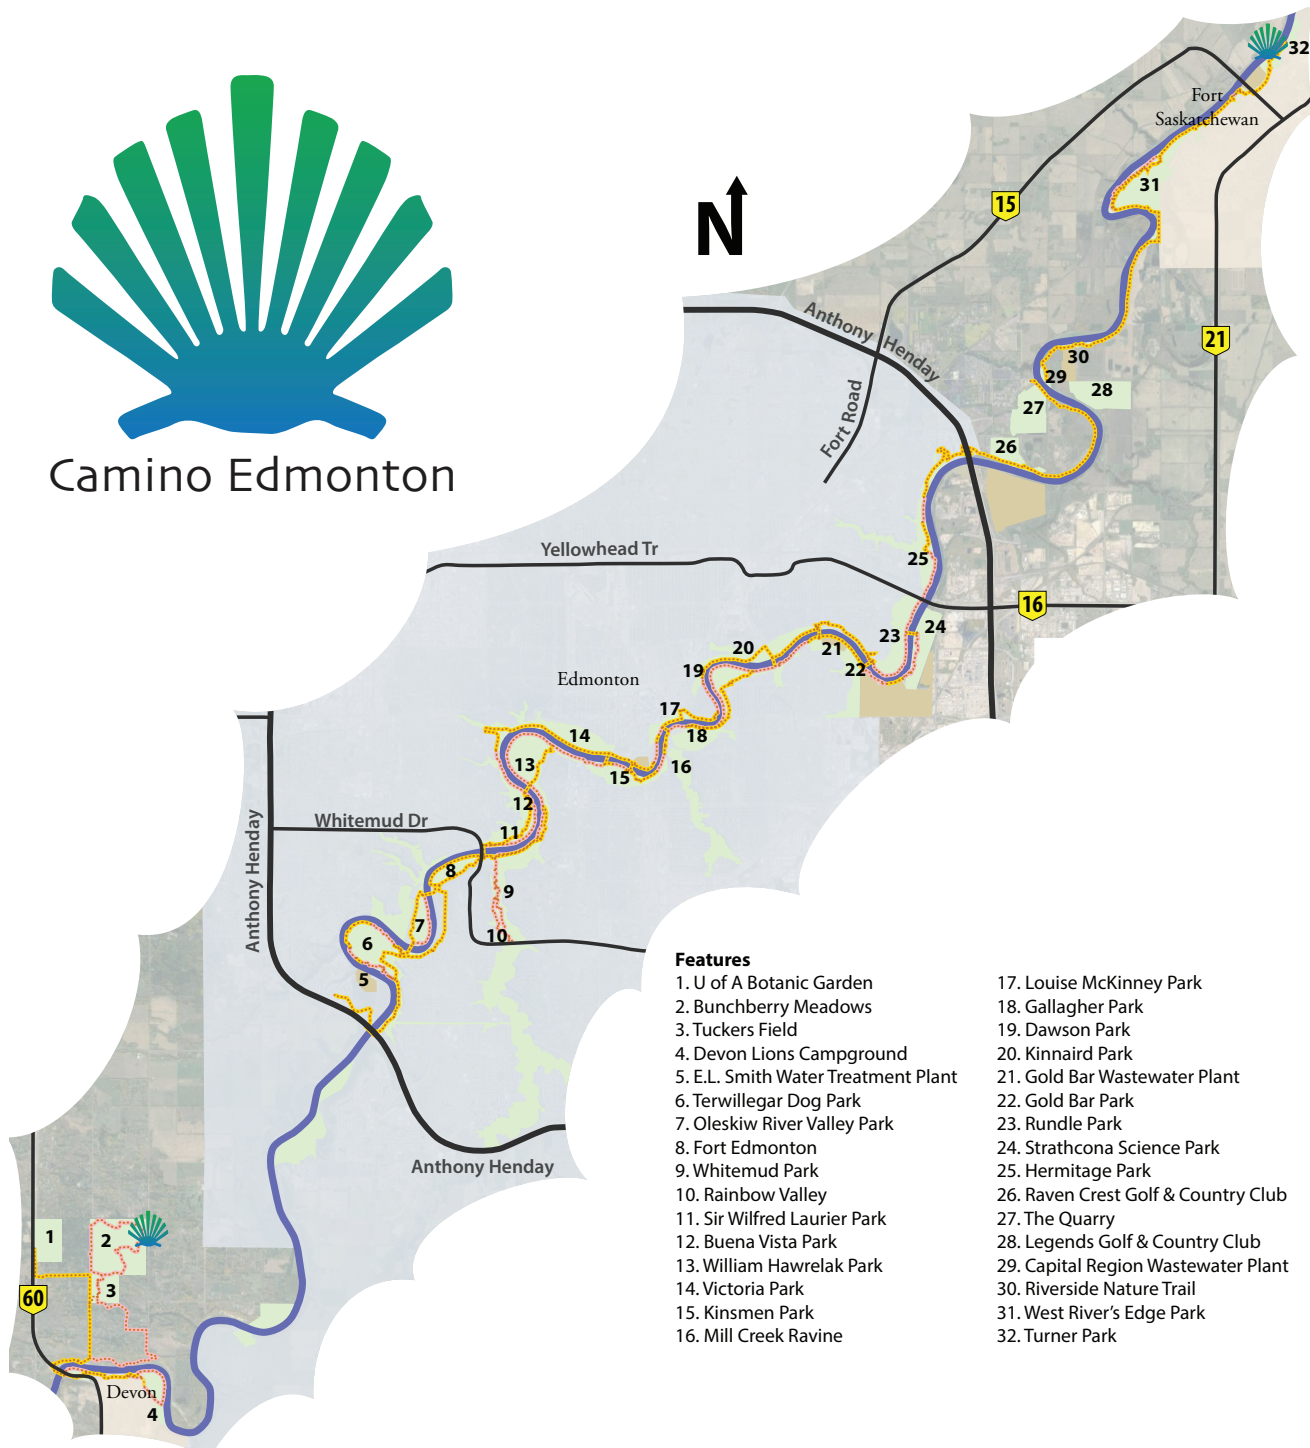 32
Fort
Saskatchewan
31
15
N
Anthony Henday
21
30
29
28
27
Fort Road
26
Camino Edmonton
Yellowhead Tr
25
16
24
23
20
21
22
19
Edmonton
17
18
14
13
16
15
12
Whitemud Dr
11
Anthony Henday
8
9
7
10
6
5
Anthony Henday
1
2
3
60
Devon
4
Features
1. U of A Botanic Garden
2. Bunchberry Meadows
3. Tuckers Field
4. Devon Lions Campground
5. E.L. Smith Water Treatment Plant
6. Terwillegar Dog Park
7. Oleskiw River Valley Park
8. Fort Edmonton
9. Whitemud Park
10. Rainbow Valley
11. Sir Wilfred Laurier Park
12. Buena Vista Park
13. William Hawrelak Park
14. Victoria Park
15. Kinsmen Park
16. Mill Creek Ravine
17. Louise McKinney Park
18. Gallagher Park
19. Dawson Park
20. Kinnaird Park
21. Gold Bar Wastewater Plant
22. Gold Bar Park
23. Rundle Park
24. Strathcona Science Park
25. Hermitage Park
26. Raven Crest Golf & Country Club
27. The Quarry
28. Legends Golf & Country Club
29. Capital Region Wastewater Plant
30. Riverside Nature Trail
31. West River's Edge Park
32. Turner Park